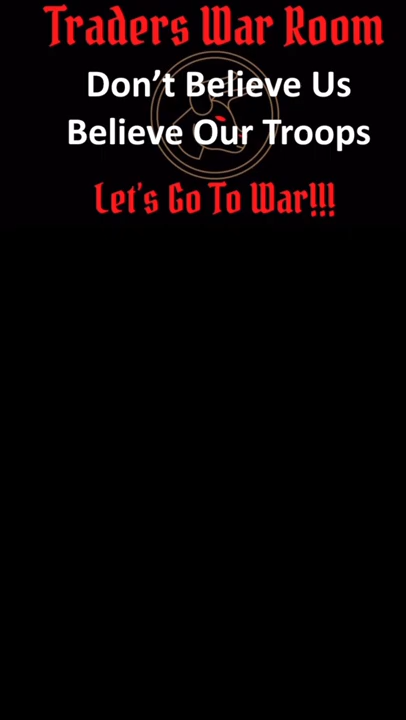 Traders War Room
Don't Believe Us
Believe Our Troops
Let's Go To War!!!